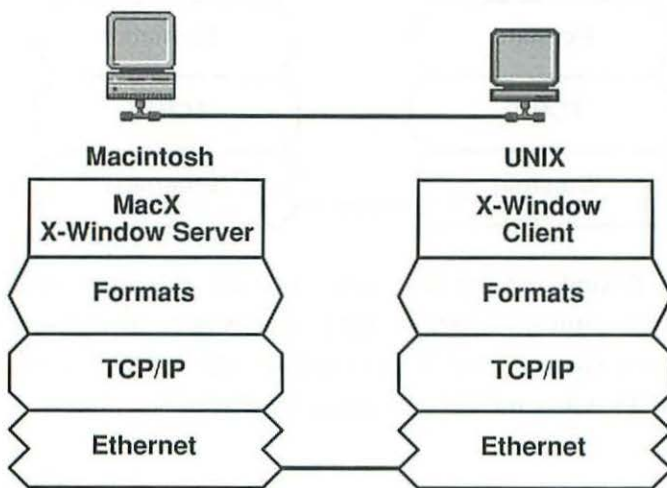 Macintosh
UNIX
MacX
X-Window Server
X-Window
Client
Formats
Formats
TCP/IP
TCP/IP
Ethernet
Ethernet